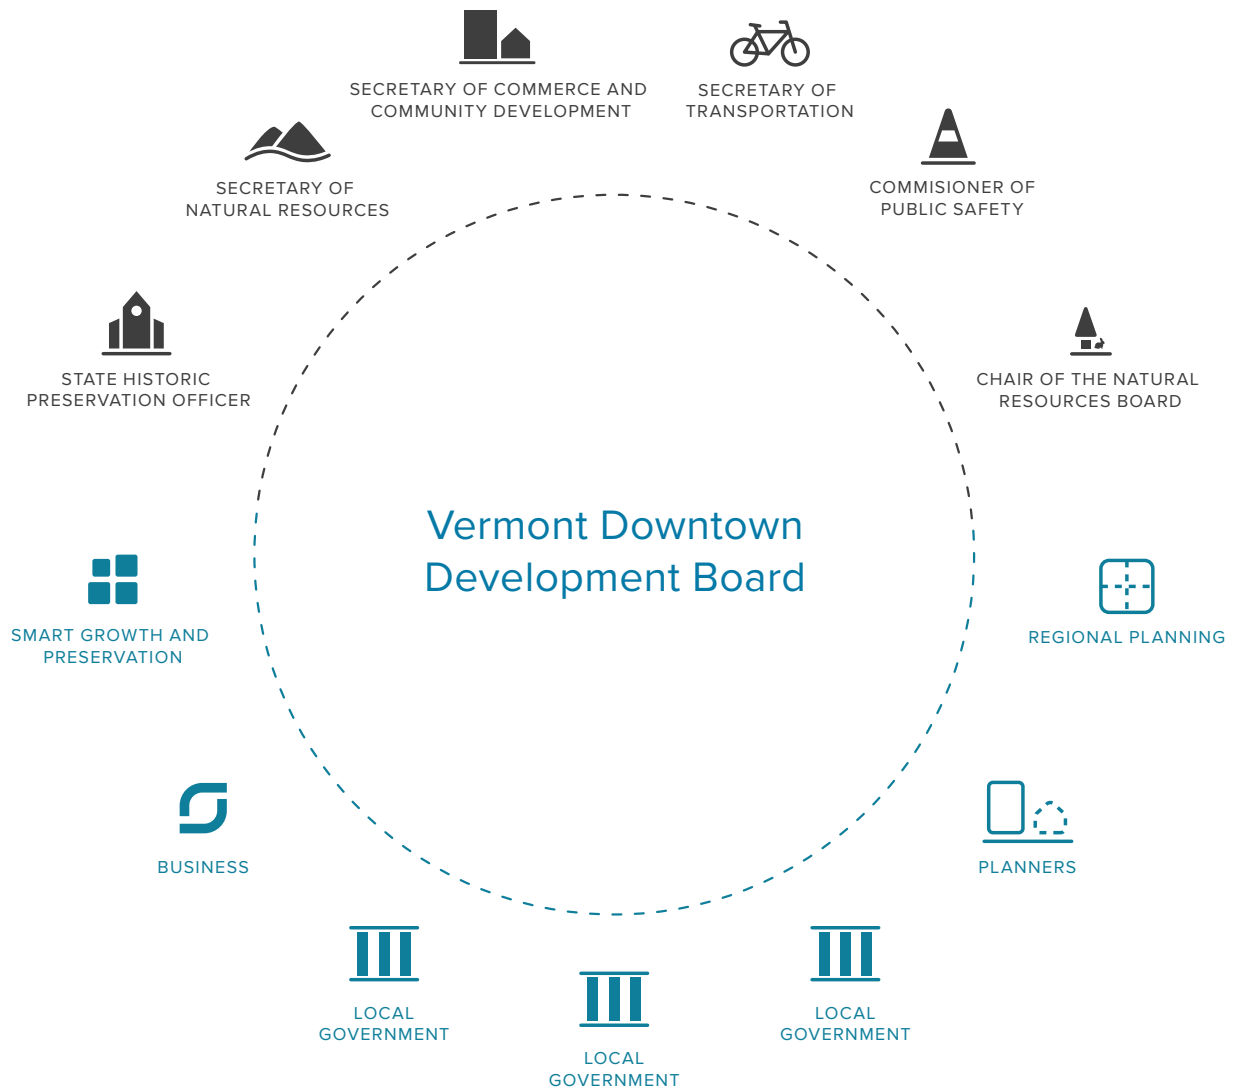 SECRETARY OF COMMERCE AND
COMMUNITY DEVELOPMENT
SECRETARY OF
TRANSPORTATION
SECRETARY OF
NATURAL RESOURCES
COMMISIONER OF
PUBLIC SAFETY
STATE HISTORIC
PRESERVATION OFFICER
CHAIR OF THE NATURAL
RESOURCES BOARD
Vermont Downtown
Development Board
SMART GROWTH AND
PRESERVATION
REGIONAL PLANNING
BUSINESS
PLANNERS
LOCAL
GOVERNMENT
LOCAL
GOVERNMENT
LOCAL
GOVERNMENT